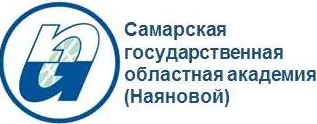 Самарская
государственная
областная академия
(Наяновой)